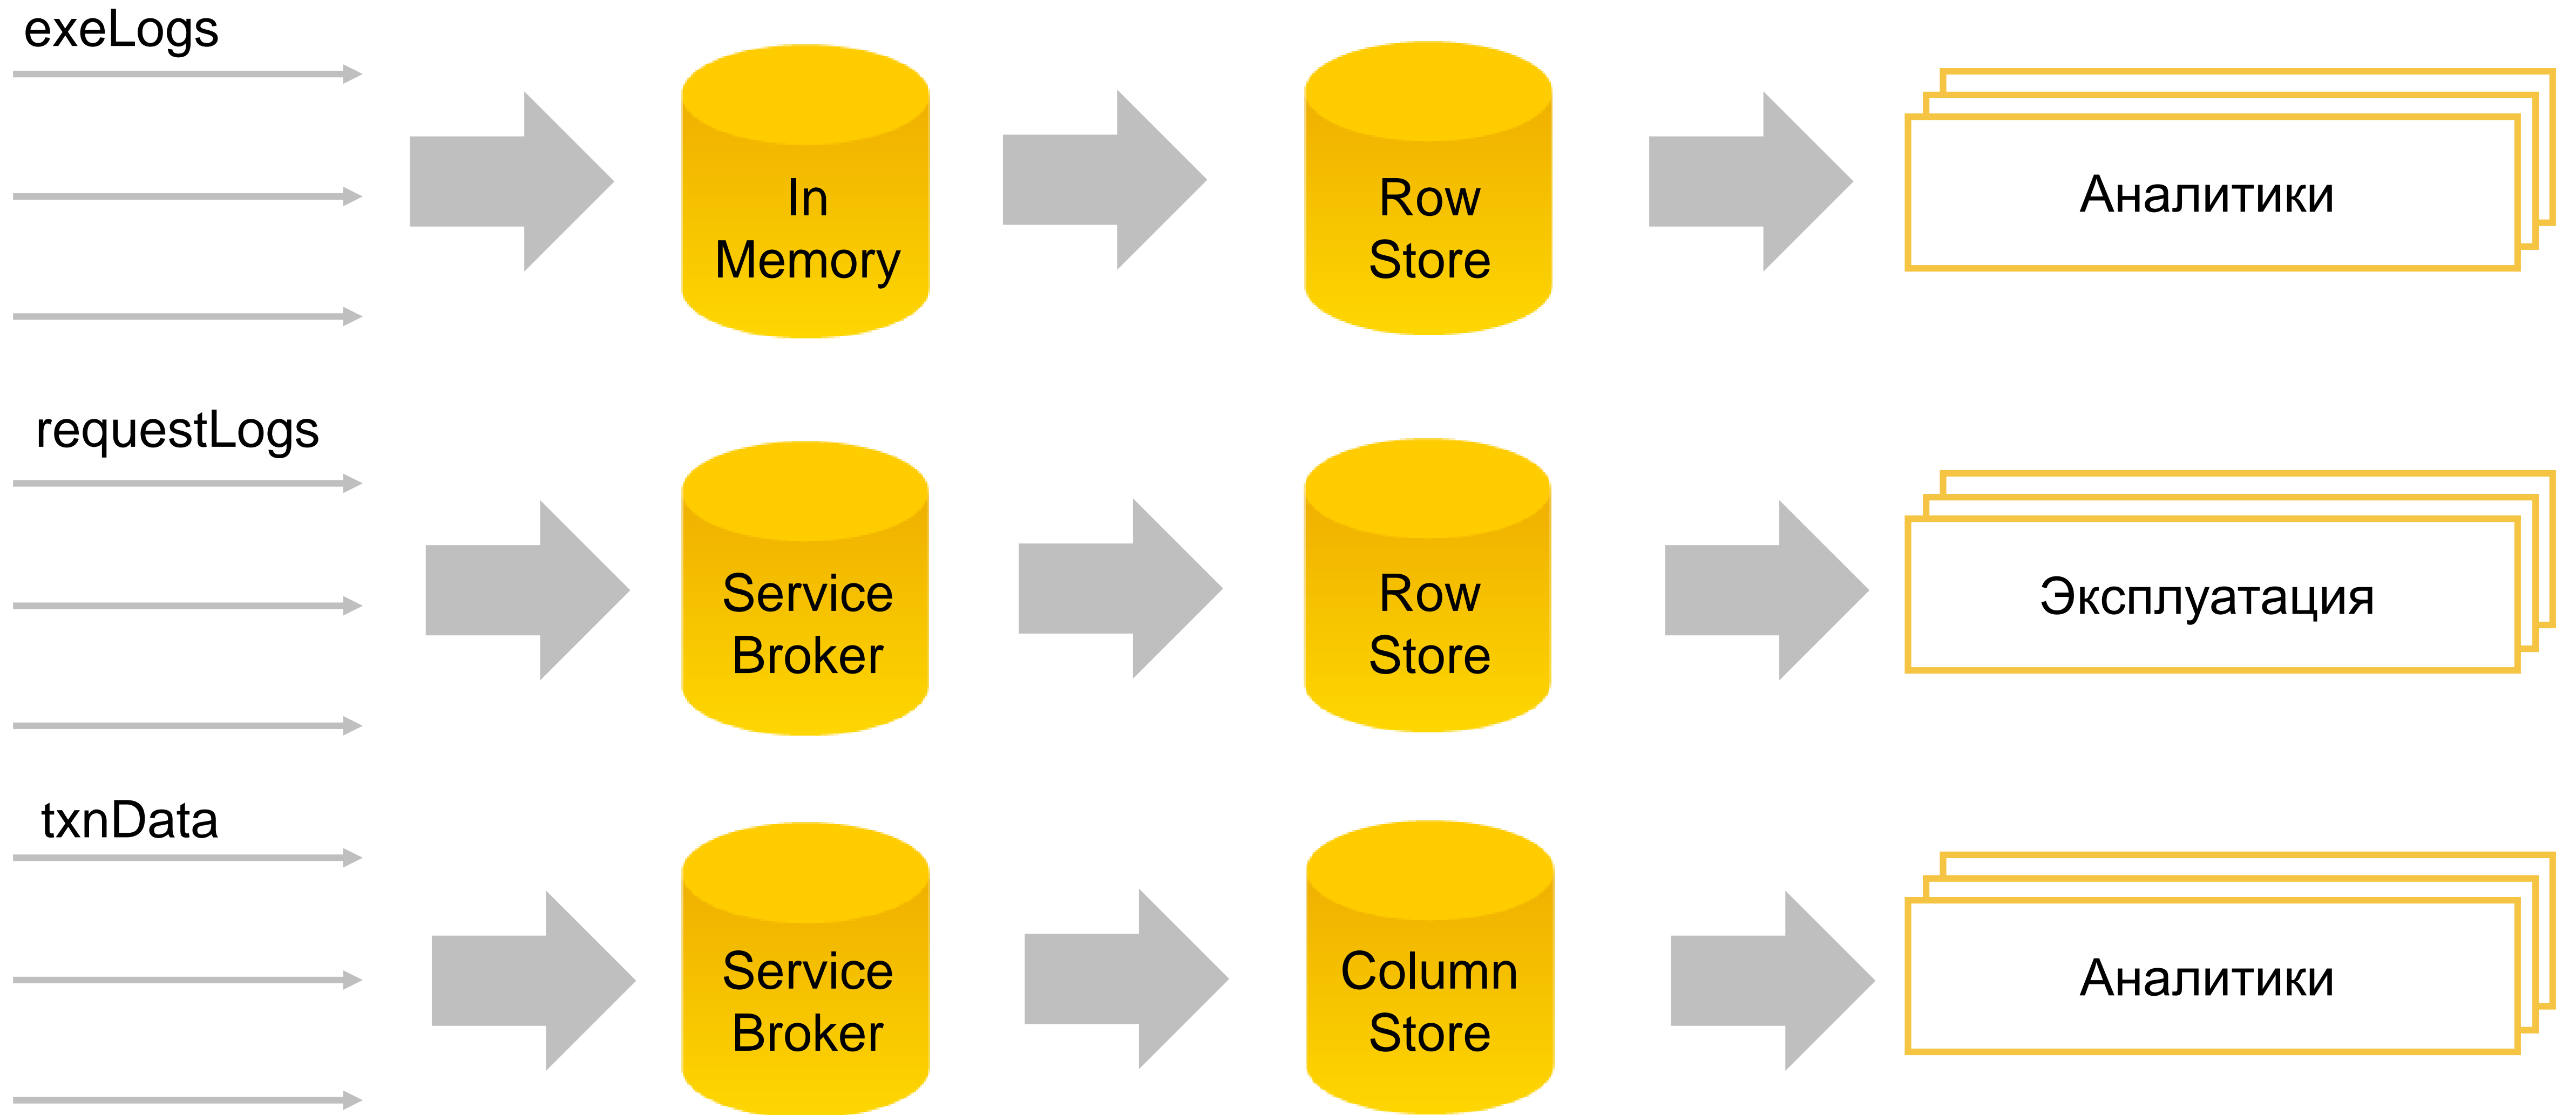 exeLogs
In
Memory
Row
Store
Аналитики
requestLogs
Service
Broker
Row
Store
Эксплуатация
txnData
Service
Broker
Column
Store
Аналитики